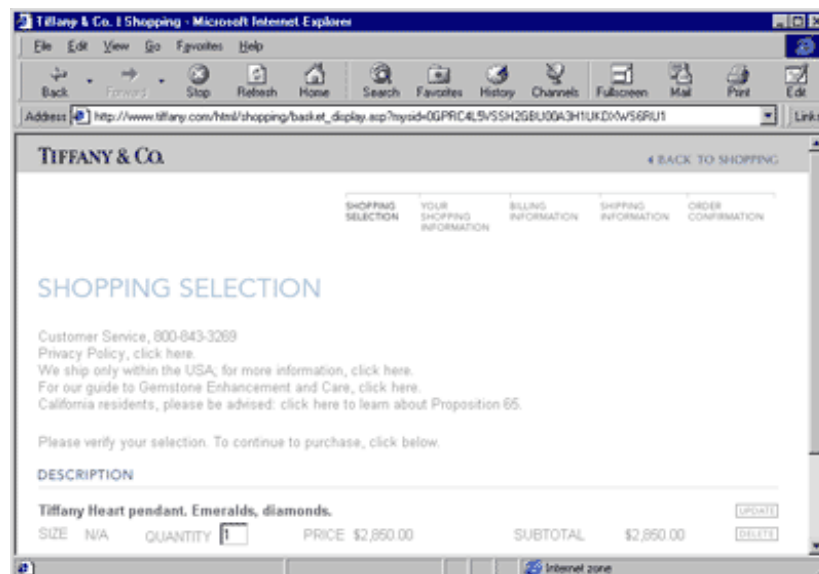 Tiffany & Co. | Shopping - Microsoft Internet Explorer
File Edit View Go Favorites Help
Back Forward Stop Refresh Home Search Favorites History Channels Fullscreen Mail Print Edit
Address http://www.tiffany.com/html/shopping/basket_display.asp? Links
TIFFANY & CO. BACK TO SHOPPING
SHOPPING SELECTION
YOUR SHOPPING INFORMATION
BILLING INFORMATION
SHIPPING INFORMATION
ORDER CONFIRMATION
SHOPPING SELECTION
Customer Service, 800-843-3269
Privacy Policy, click here.
We ship only within the USA; for more information, click here.
For our guide to Gemstone Enhancement and Care, click here.
California residents, please be advised: click here to learn about Proposition 65.
Please verify your selection. To continue to purchase, click below.
DESCRIPTION
Tiffany Heart pendant. Emeralds, diamonds. UPDATE
SIZE N/A QUANTITY 1 PRICE $2,850.00 SUBTOTAL $2,850.00 DELETE
Internet zone